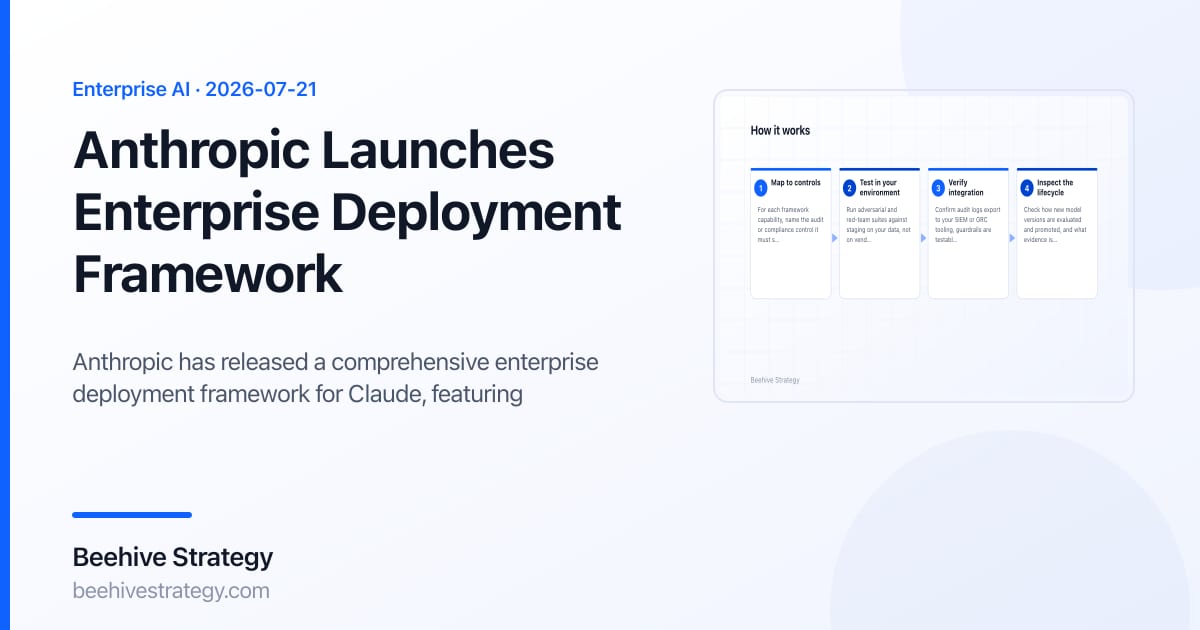 Enterprise AI · 2026-07-21
Anthropic Launches
Enterprise Deployment
Framework
Anthropic has released a comprehensive enterprise
deployment framework for Claude, featuring
Beehive Strategy
beehivestrategy.com
How it works
1
Map to controls
For each framework
capability, name the audit
or compliance control it
must s...
2
Test in your
environment
Run adversarial and
red-team suites against
staging on your data, not
on vend...
3
Verify
integration
Confirm audit logs export
to your SIEM or GRC
tooling, guardrails are
testabl...
4
Inspect the
lifecycle
Check how new model
versions are evaluated
and promoted, and what
evidence is...
Beehive Strategy